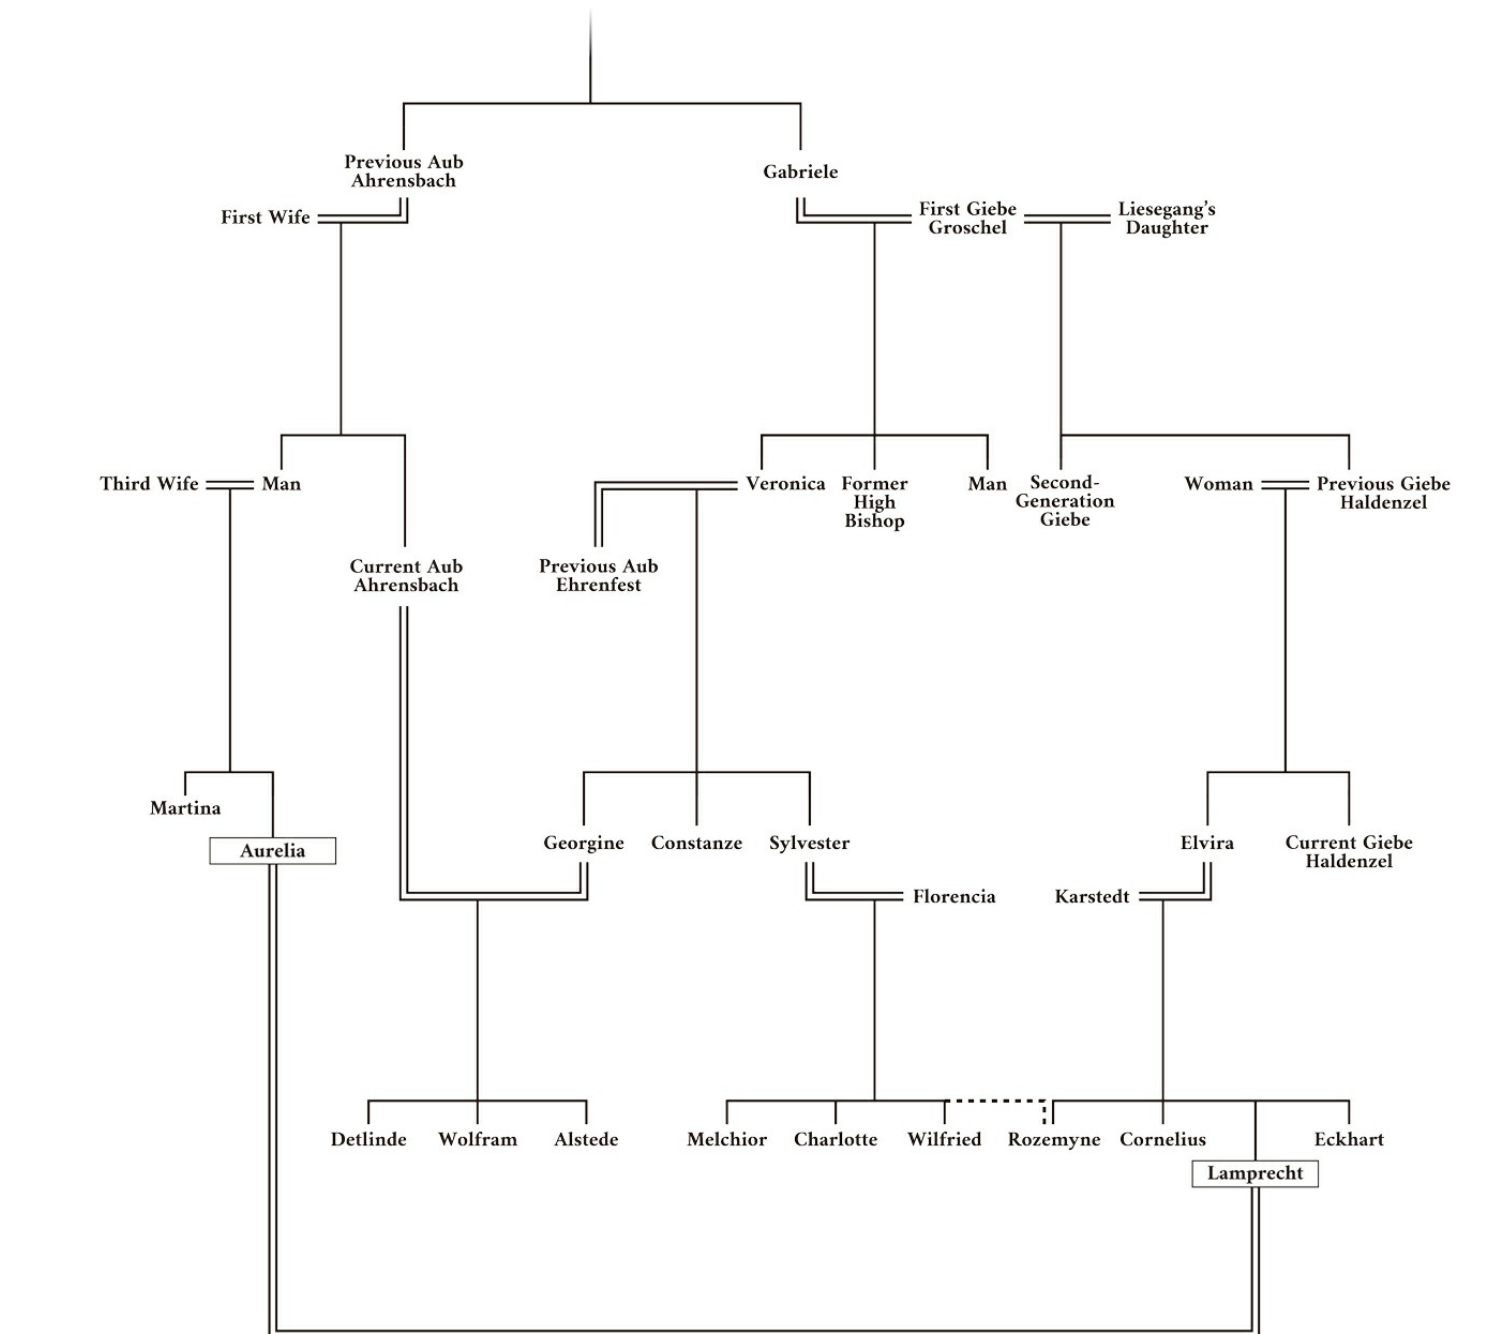 Previous Aub
Ahrensbach
Gabriele
First Wife
First Giebe
Groschel
Liesegang's
Daughter
Third Wife
Man
Veronica
Former
High
Bishop
Man
Second-
Generation
Giebe
Woman
Previous Giebe
Haldenzel
Current Aub
Ahrensbach
Previous Aub
Ehrenfest
Martina
Aurelia
Georgine
Constanze
Sylvester
Elvira
Current Giebe
Haldenzel
Florencia
Karstedt
Detlinde
Wolfram
Alstede
Melchior
Charlotte
Wilfried
Rozemyne
Cornelius
Eckhart
Lamprecht